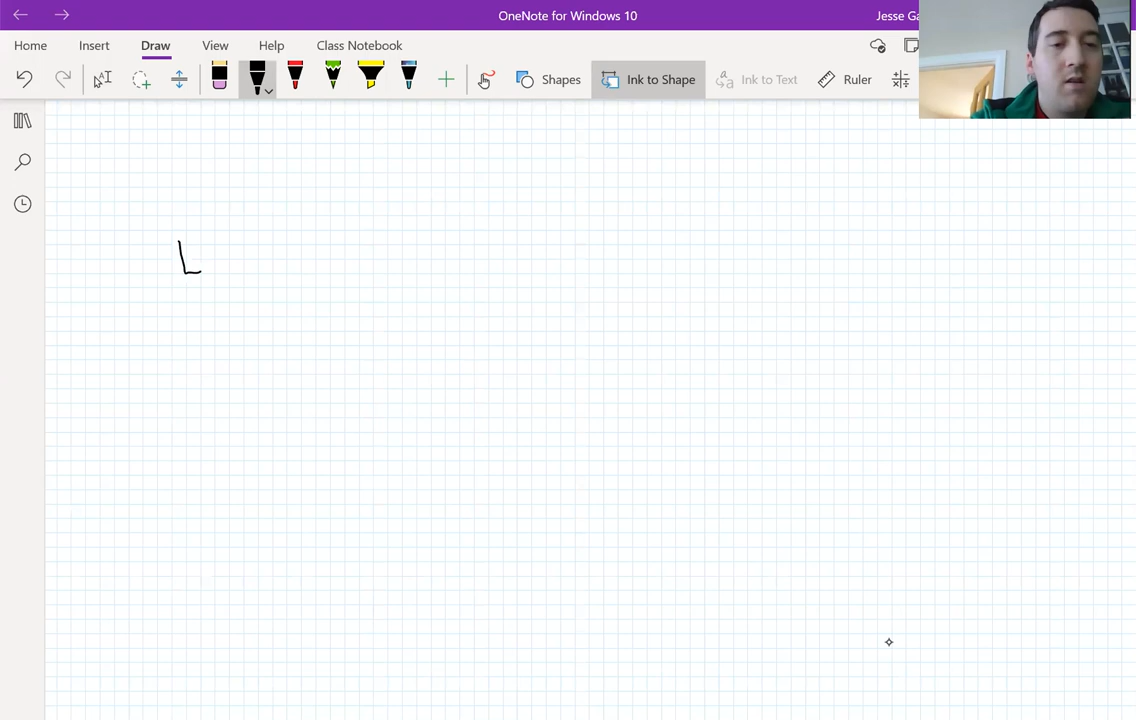 OneNote for Windows 10
Jesse Ga
Home Insert Draw View Help Class Notebook
Shapes Ink to Shape Ink to Text Ruler
L